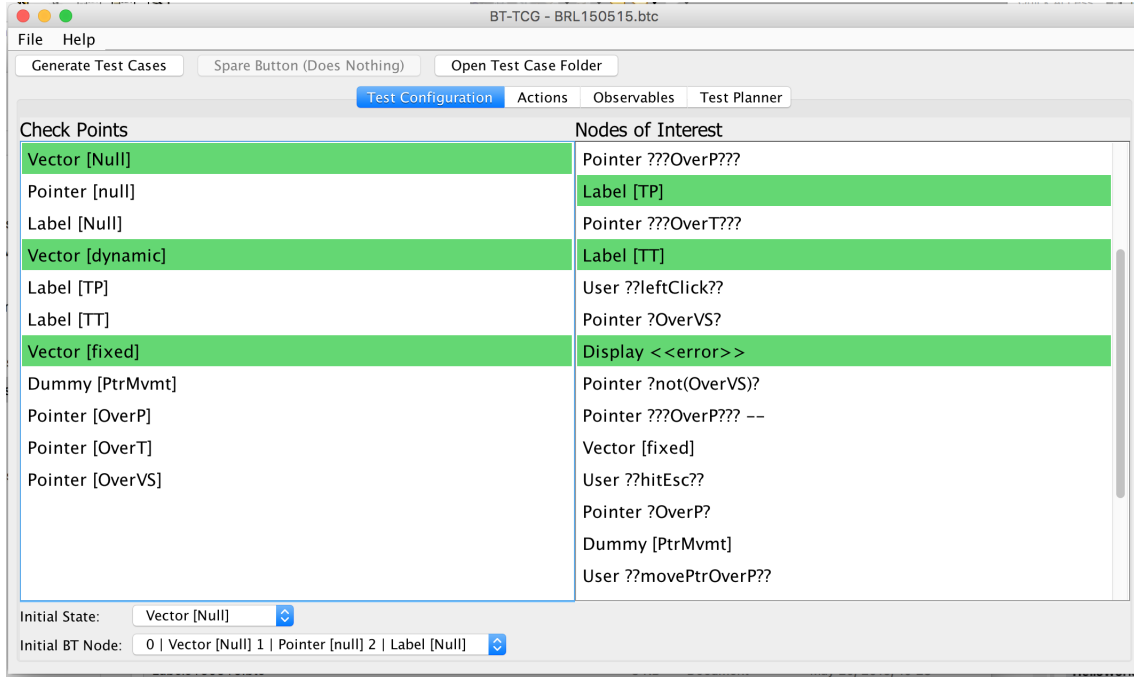 BT-TCG - BRL150515.btc
File Help
Generate Test Cases Spare Button (Does Nothing) Open Test Case Folder
Test Configuration Actions Observables Test Planner
Check Points
Vector [Null]
Pointer [null]
Label [Null]
Vector [dynamic]
Label [TP]
Label [TT]
Vector [fixed]
Dummy [PtrMvmt]
Pointer [OverP]
Pointer [OverT]
Pointer [OverVS]
Nodes of Interest
Pointer ???OverP???
Label [TP]
Pointer ???OverT???
Label [TT]
User ??leftClick??
Pointer ?OverVS?
Display <<error>>
Pointer ?not(OverVS)?
Pointer ???OverP??? --
Vector [fixed]
User ??hitEsc??
Pointer ?OverP?
Dummy [PtrMvmt]
User ??movePtrOverP??
Initial State: Vector [Null]
Initial BT Node: 0 | Vector [Null] 1 | Pointer [null] 2 | Label [Null]